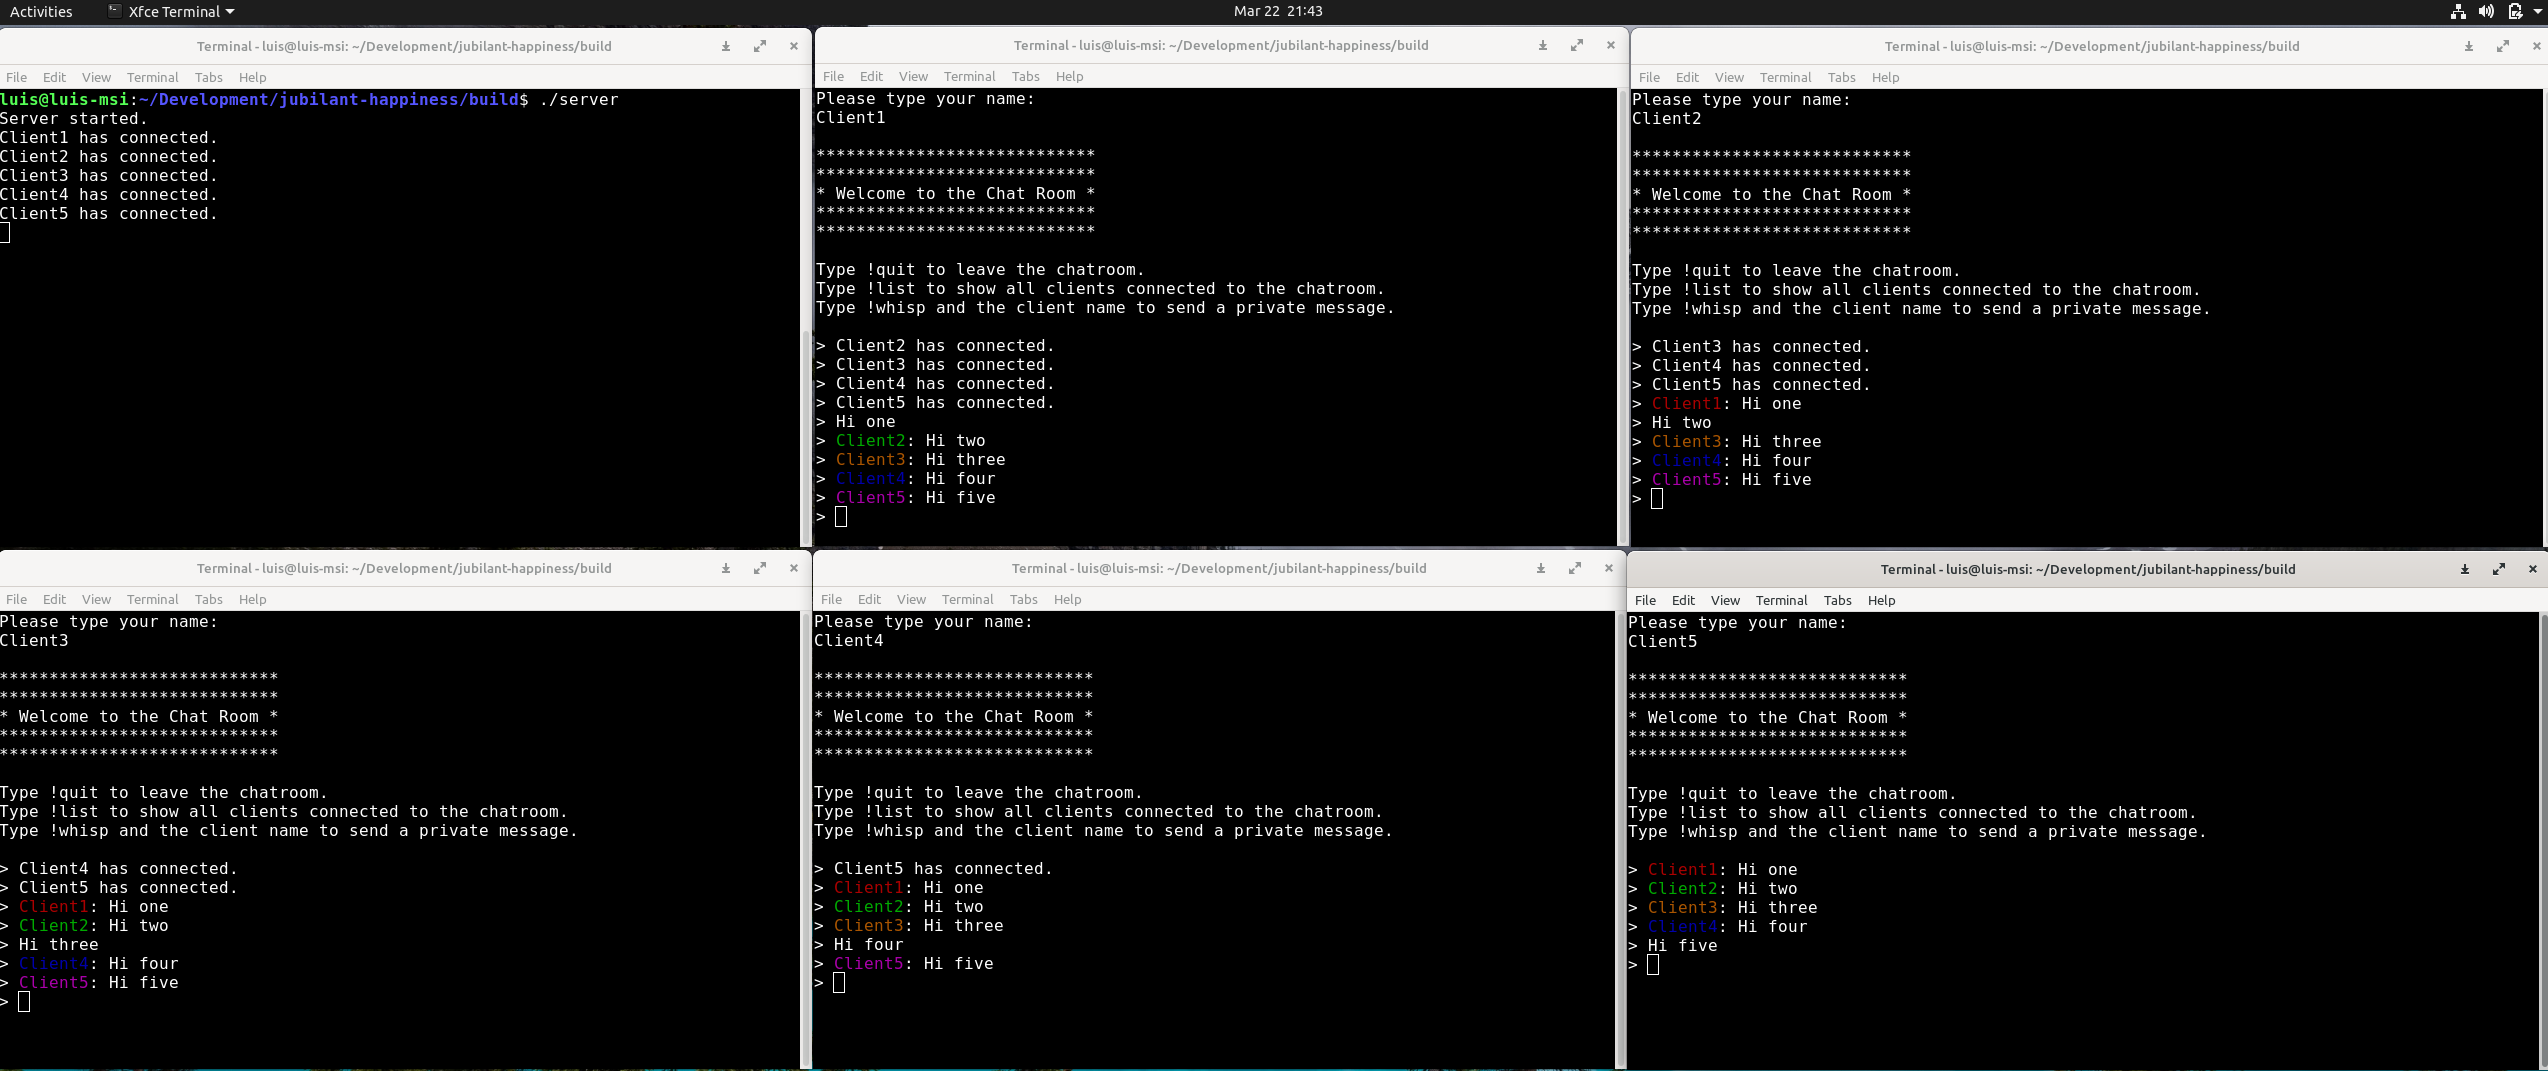 Activities Xfce Terminal Mar 22 21:43
Terminal - luis@luis-msi: ~/Development/jubilant-happiness/build
File Edit View Terminal Tabs Help
luis@luis-msi:~/Development/jubilant-happiness/build$ ./server
Server started.
Client1 has connected.
Client2 has connected.
Client3 has connected.
Client4 has connected.
Client5 has connected.
Terminal - luis@luis-msi: ~/Development/jubilant-happiness/build
File Edit View Terminal Tabs Help
Please type your name:
Client1
****************************
****************************
* Welcome to the Chat Room *
****************************
****************************
Type !quit to leave the chatroom.
Type !list to show all clients connected to the chatroom.
Type !whisp and the client name to send a private message.
> Client2 has connected.
> Client3 has connected.
> Client4 has connected.
> Client5 has connected.
> Hi one
> Client2: Hi two
> Client3: Hi three
> Client4: Hi four
> Client5: Hi five
>
Terminal - luis@luis-msi: ~/Development/jubilant-happiness/build
File Edit View Terminal Tabs Help
Please type your name:
Client2
****************************
****************************
* Welcome to the Chat Room *
****************************
****************************
Type !quit to leave the chatroom.
Type !list to show all clients connected to the chatroom.
Type !whisp and the client name to send a private message.
> Client3 has connected.
> Client4 has connected.
> Client5 has connected.
> Client1: Hi one
> Hi two
> Client3: Hi three
> Client4: Hi four
> Client5: Hi five
>
Terminal - luis@luis-msi: ~/Development/jubilant-happiness/build
File Edit View Terminal Tabs Help
Please type your name:
Client3
****************************
****************************
* Welcome to the Chat Room *
****************************
****************************
Type !quit to leave the chatroom.
Type !list to show all clients connected to the chatroom.
Type !whisp and the client name to send a private message.
> Client4 has connected.
> Client5 has connected.
> Client1: Hi one
> Client2: Hi two
> Hi three
> Client4: Hi four
> Client5: Hi five
>
Terminal - luis@luis-msi: ~/Development/jubilant-happiness/build
File Edit View Terminal Tabs Help
Please type your name:
Client4
****************************
****************************
* Welcome to the Chat Room *
****************************
****************************
Type !quit to leave the chatroom.
Type !list to show all clients connected to the chatroom.
Type !whisp and the client name to send a private message.
> Client5 has connected.
> Client1: Hi one
> Client2: Hi two
> Client3: Hi three
> Hi four
> Client5: Hi five
>
Terminal - luis@luis-msi: ~/Development/jubilant-happiness/build
File Edit View Terminal Tabs Help
Please type your name:
Client5
****************************
****************************
* Welcome to the Chat Room *
****************************
****************************
Type !quit to leave the chatroom.
Type !list to show all clients connected to the chatroom.
Type !whisp and the client name to send a private message.
> Client1: Hi one
> Client2: Hi two
> Client3: Hi three
> Client4: Hi four
> Hi five
>